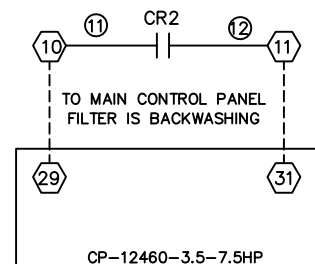 CR2
11 12
10 11
TO MAIN CONTROL PANEL
FILTER IS BACKWASHING
29 31
CP-12460-3.5-7.5HP